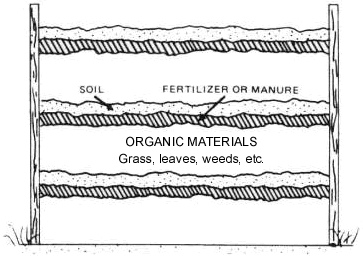 SOIL
FERTILIZER OR MANURE
ORGANIC MATERIALS
Grass, leaves, weeds, etc.